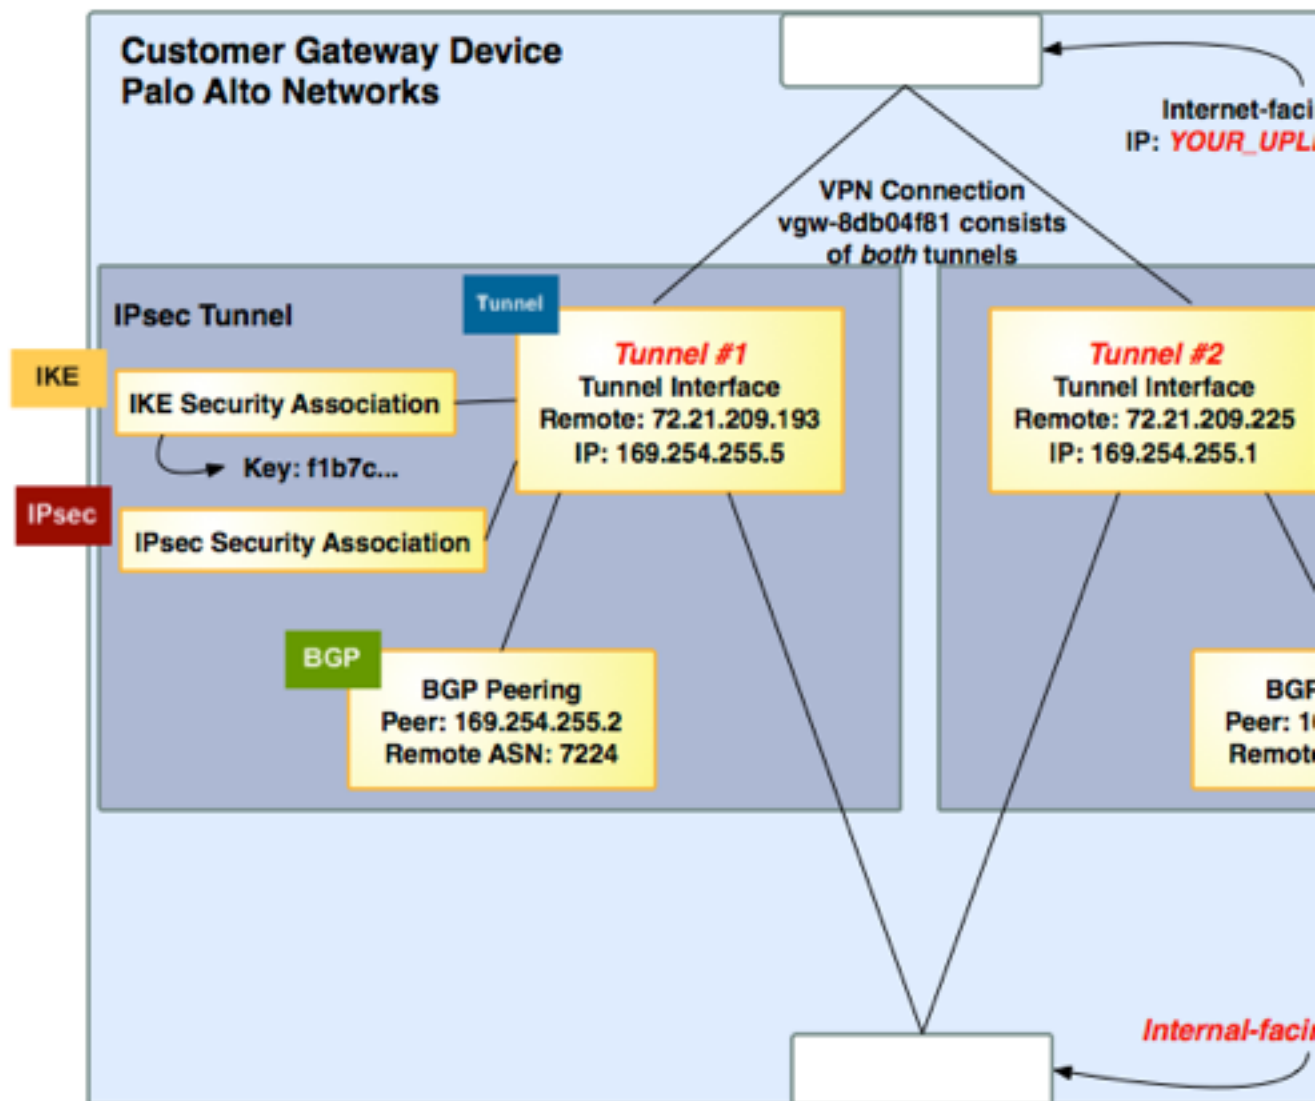 Customer Gateway Device
Palo Alto Networks
Internet-faci
IP: YOUR_UPL
VPN Connection
vgw-8db04f81 consists
of both tunnels
IPsec Tunnel
Tunnel
IKE
IKE Security Association
Key: f1b7c...
IPsec
IPsec Security Association
Tunnel #1
Tunnel Interface
Remote: 72.21.209.193
IP: 169.254.255.5
Tunnel #2
Tunnel Interface
Remote: 72.21.209.225
IP: 169.254.255.1
BGP
BGP Peering
Peer: 169.254.255.2
Remote ASN: 7224
BGP
Peer: 1
Remot
Internal-faci